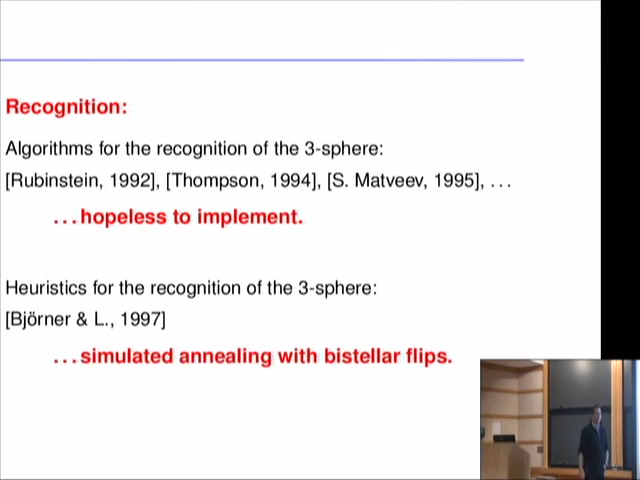 Recognition:
Algorithms for the recognition of the 3-sphere:
[Rubinstein, 1992], [Thompson, 1994], [S. Matveev, 1995], ...
...hopeless to implement.
Heuristics for the recognition of the 3-sphere:
[Björner & L., 1997]
...simulated annealing with bistellar flips.